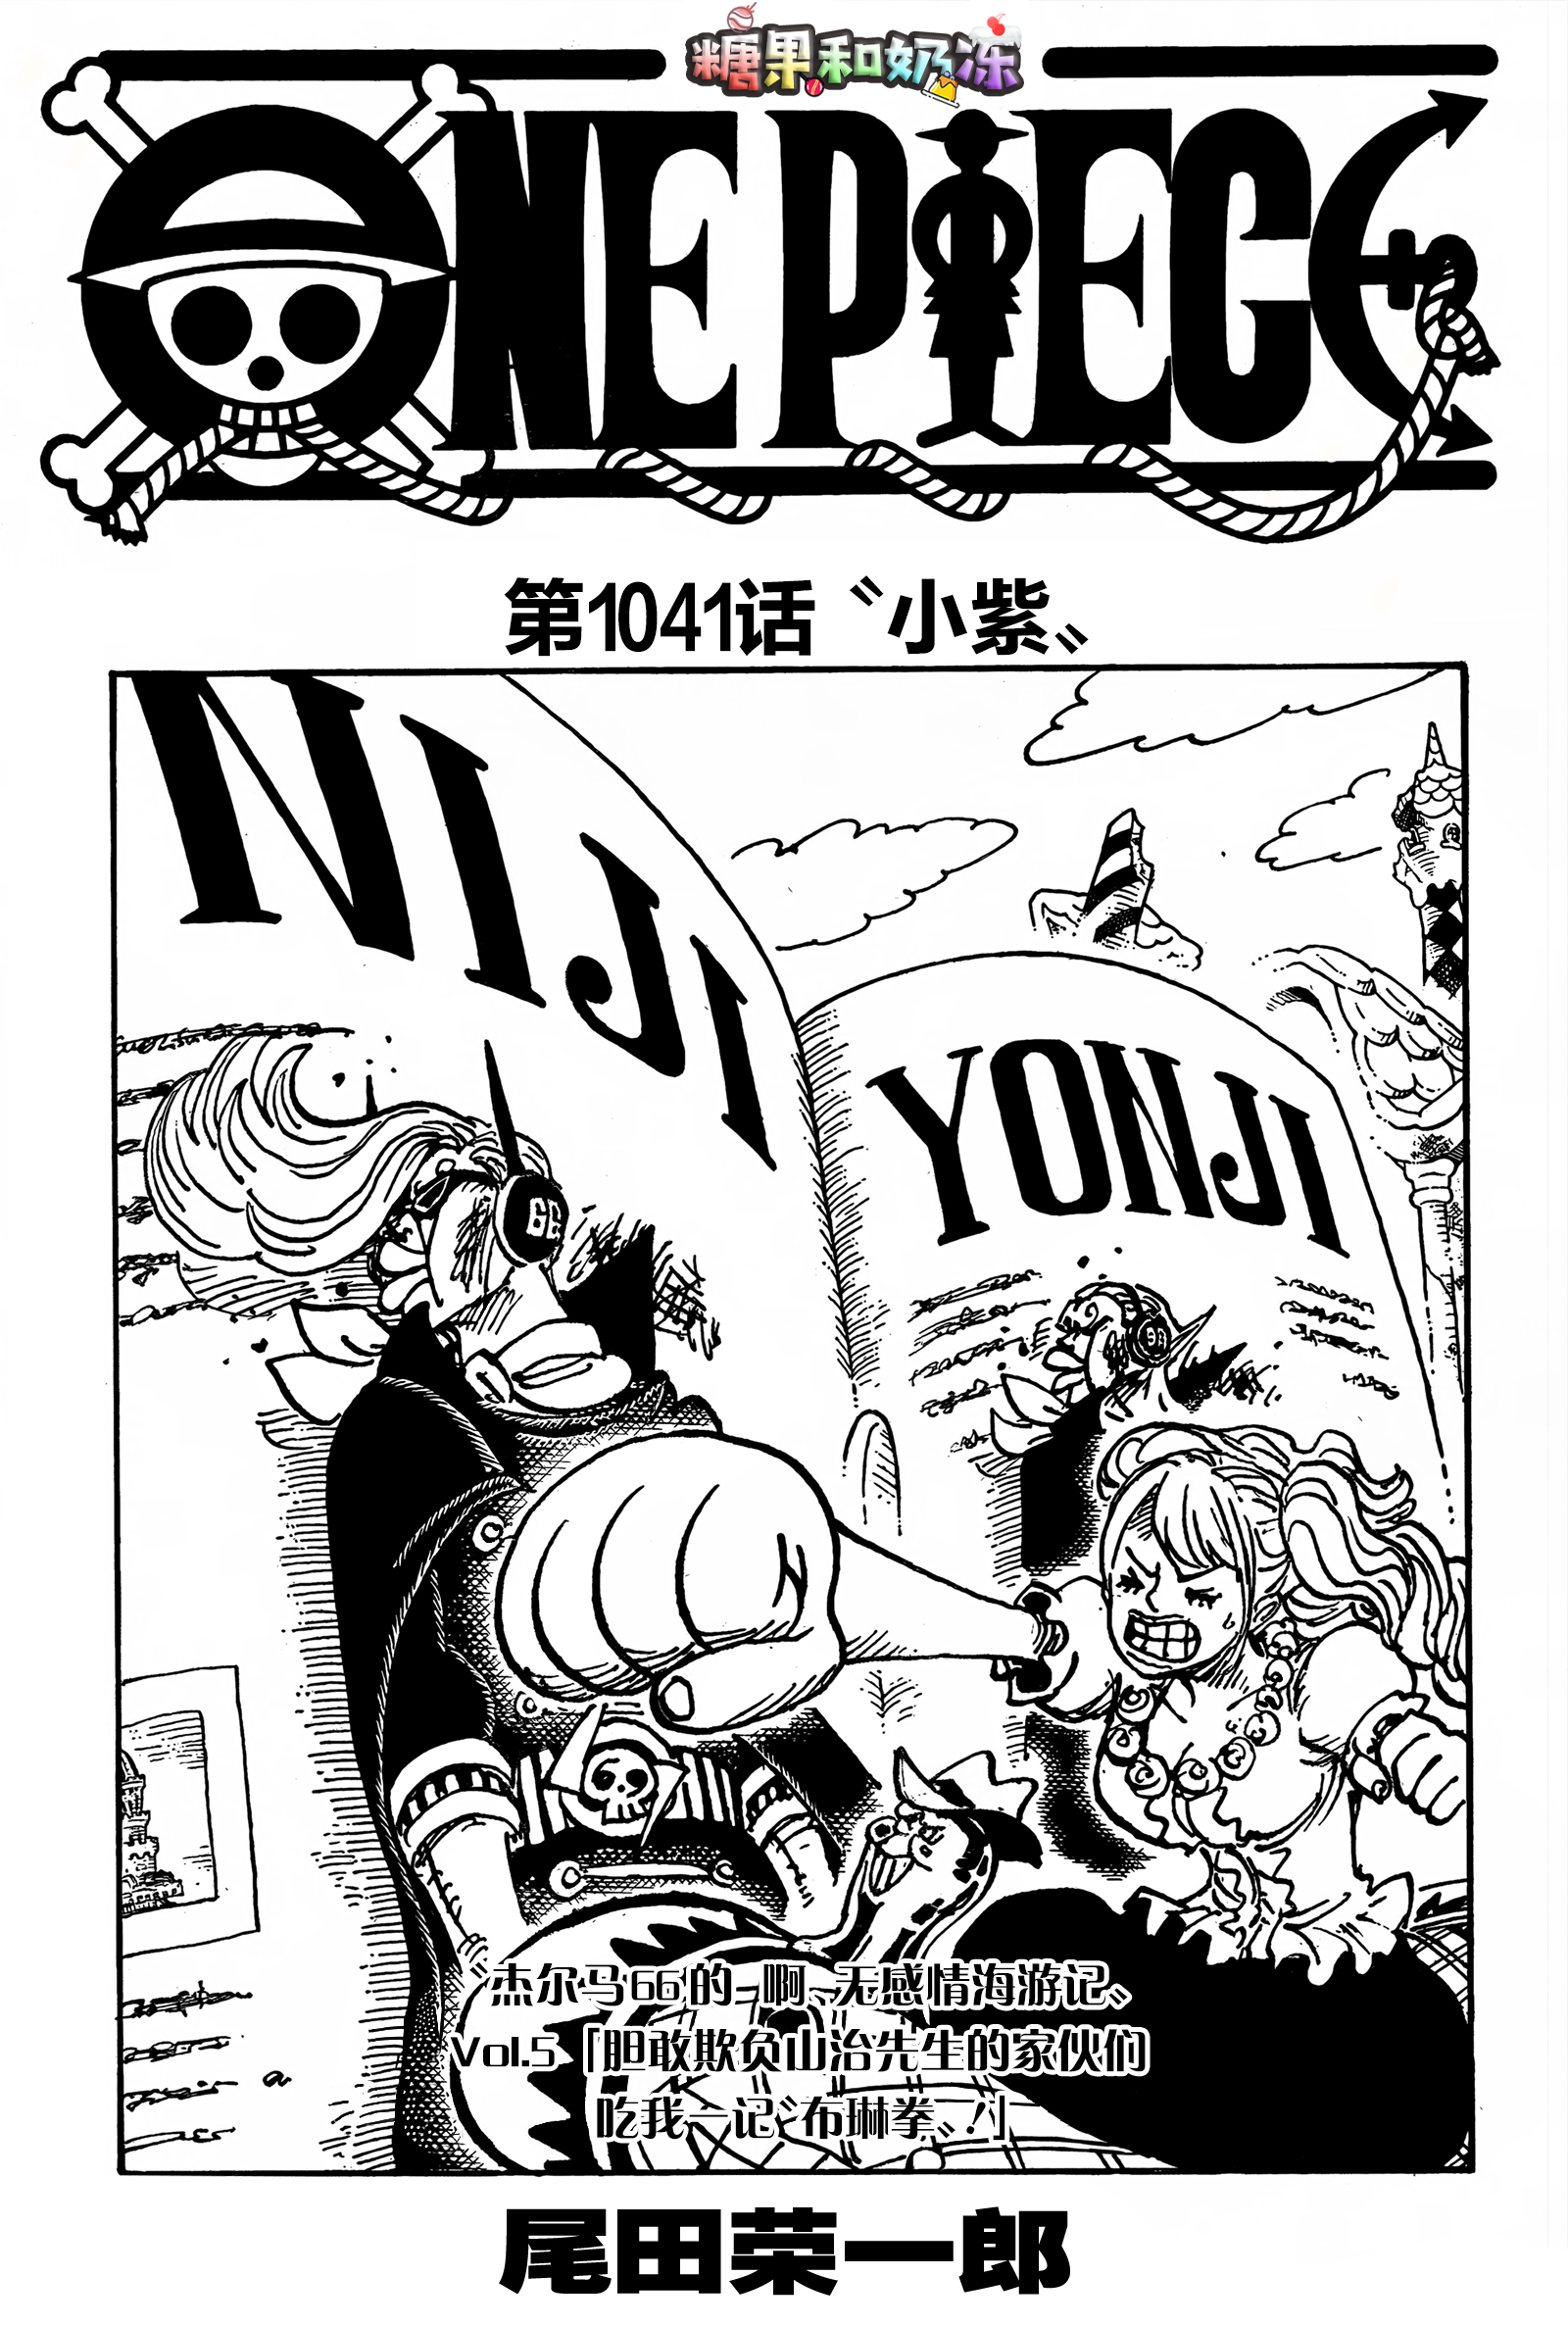 糖果和奶冻
ONE PIECE
第1041话〝小紫〟
NIJI
YONJI
66
〝杰尔马66的 啊、无感情海游记〟
Vol.5「胆敢欺负山治先生的家伙们
吃我一记〝布琳拳〟！」
尾田荣一郎